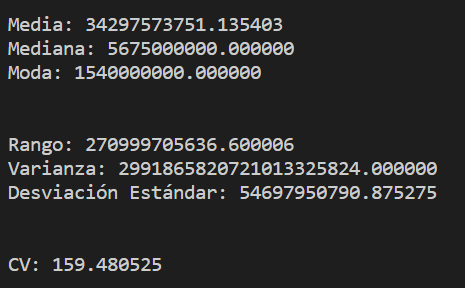 Media: 34297573751.135403
Mediana: 5675000000.000000
Moda: 1540000000.000000
Rango: 270999705636.600006
Varianza: 2991865820721013325824.000000
Desviación Estándar: 54697950790.875275
CV: 159.480525